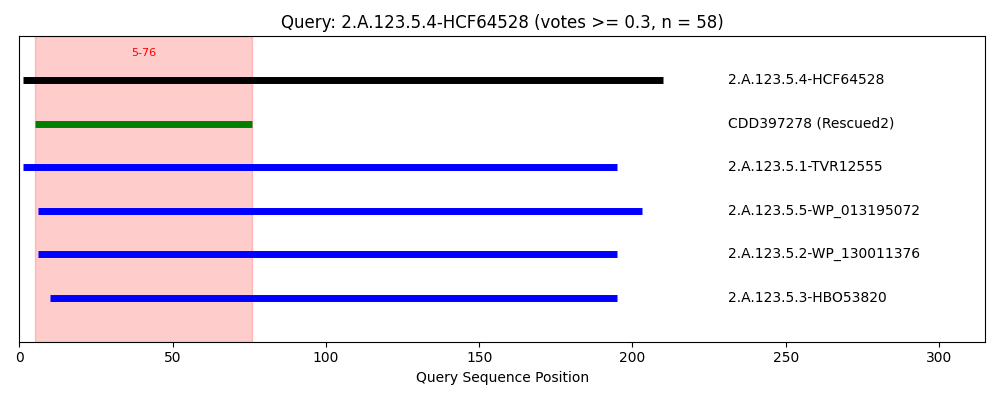 Query: 2.A.123.5.4-HCF64528 (votes >= 0.3, n = 58)
5-76
2.A.123.5.4-HCF64528
CDD397278 (Rescued2)
2.A.123.5.1-TVR12555
2.A.123.5.5-WP_013195072
2.A.123.5.2-WP_130011376
2.A.123.5.3-HBO53820
0 50 100 150 200 250 300
Query Sequence Position